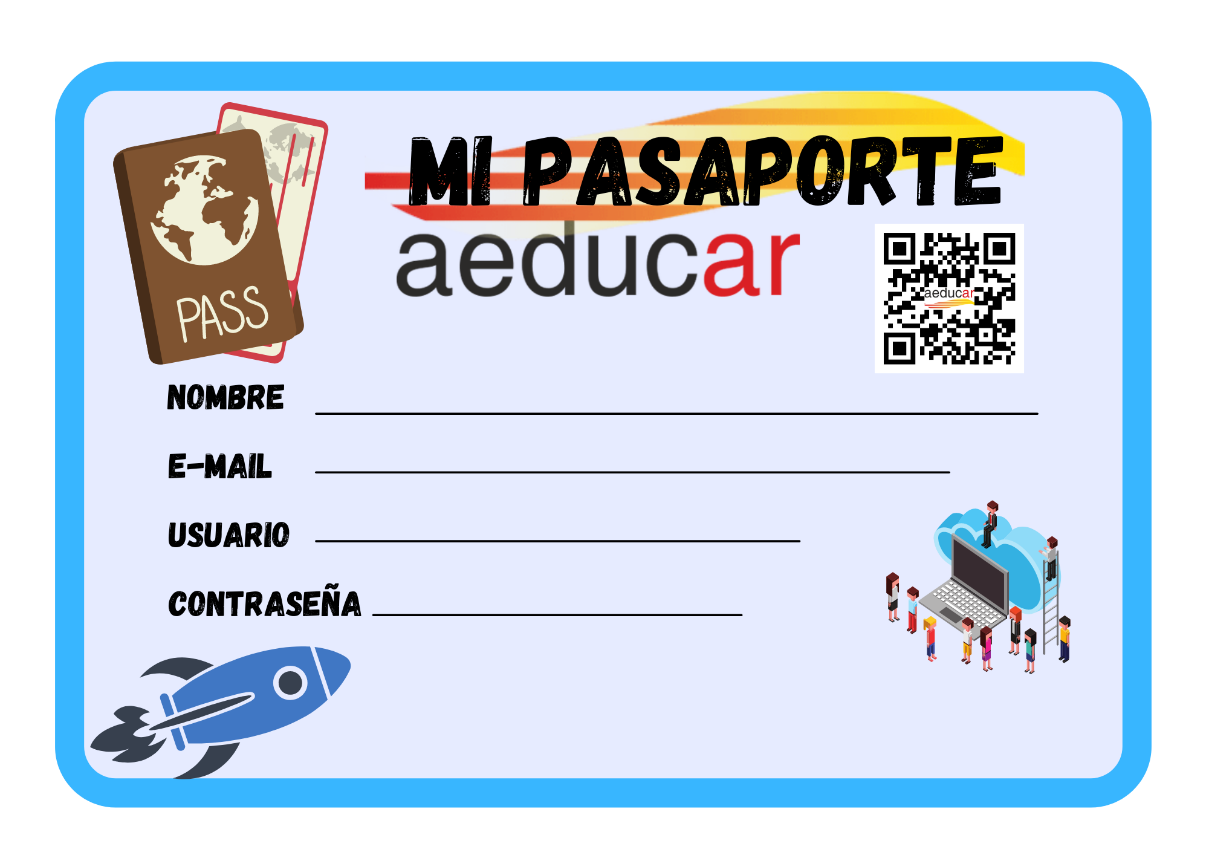 MI PASAPORTE
aeducar
aeducar
PASS
NOMBRE
E-MAIL
USUARIO
CONTRASEÑA